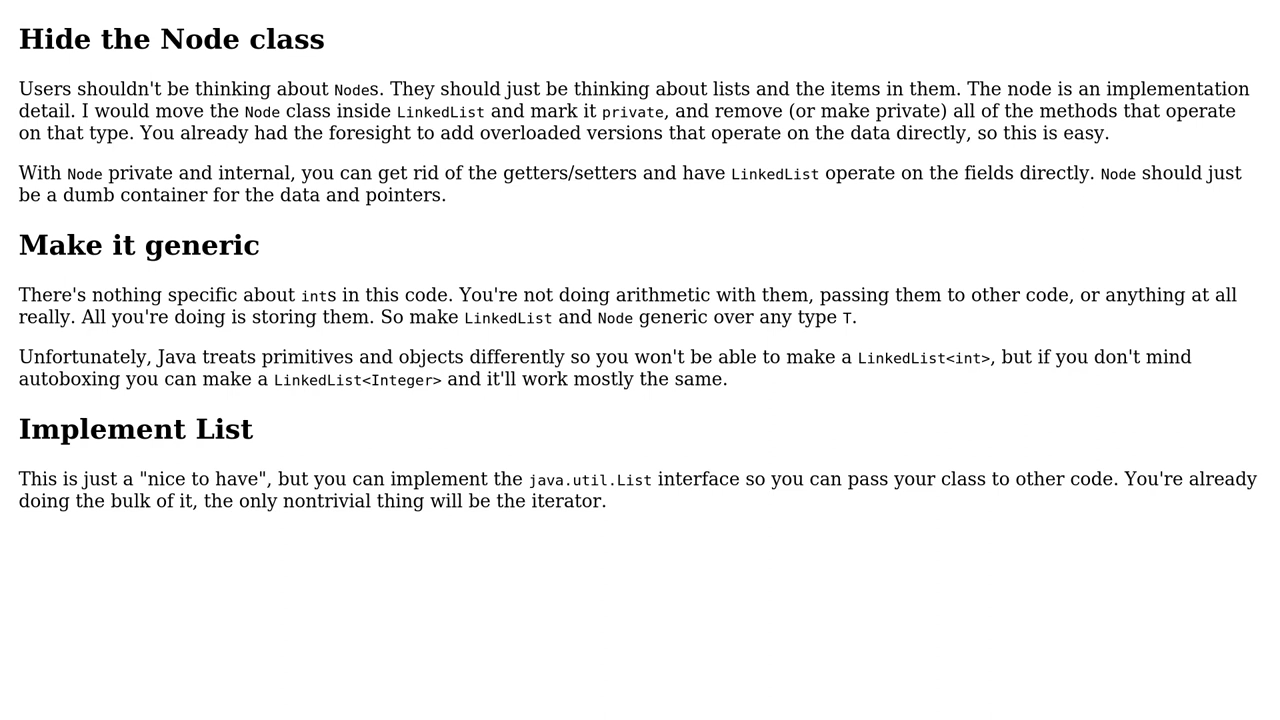 Hide the Node class
Users shouldn't be thinking about Nodes. They should just be thinking about lists and the items in them. The node is an implementation
detail. I would move the Node class inside LinkedList and mark it private, and remove (or make private) all of the methods that operate
on that type. You already had the foresight to add overloaded versions that operate on the data directly, so this is easy.
With Node private and internal, you can get rid of the getters/setters and have LinkedList operate on the fields directly. Node should just
be a dumb container for the data and pointers.
Make it generic
There's nothing specific about ints in this code. You're not doing arithmetic with them, passing them to other code, or anything at all
really. All you're doing is storing them. So make LinkedList and Node generic over any type T.
Unfortunately, Java treats primitives and objects differently so you won't be able to make a LinkedList<int>, but if you don't mind
autoboxing you can make a LinkedList<Integer> and it'll work mostly the same.
Implement List
This is just a "nice to have", but you can implement the java.util.List interface so you can pass your class to other code. You're already
doing the bulk of it, the only nontrivial thing will be the iterator.